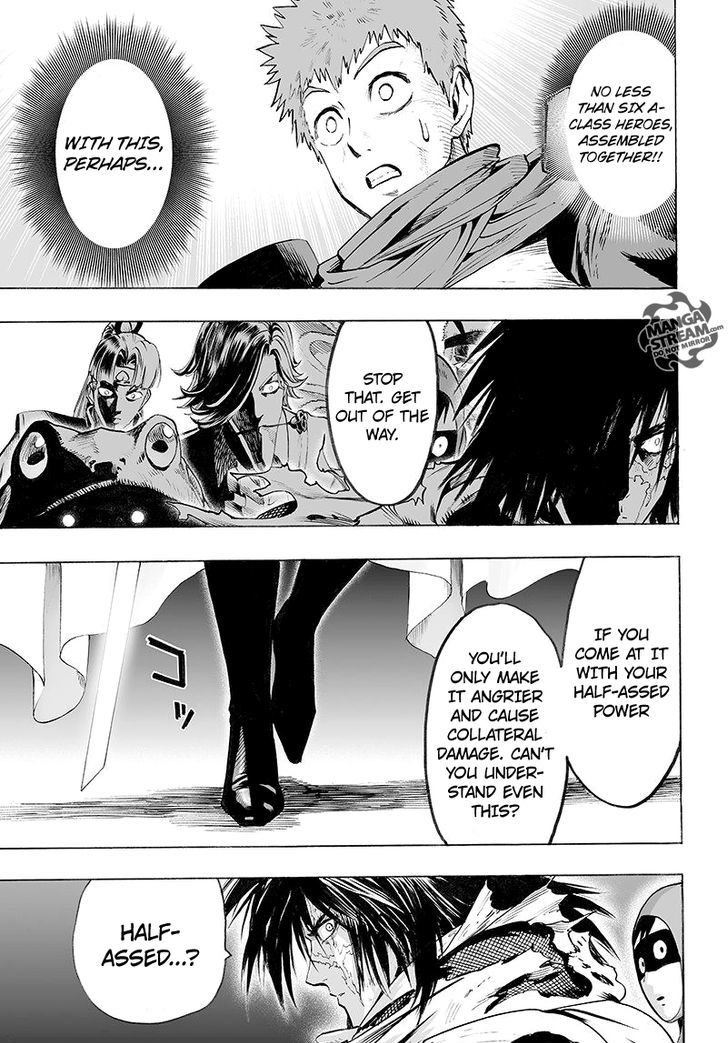 NO LESS
THAN SIX A-
CLASS HEROES,
ASSEMBLED
TOGETHER!!
WITH THIS,
PERHAPS...
MANGA
STREAM.COM
DO NOT MIRROR
STOP
THAT. GET
OUT OF THE
WAY.
IF YOU
COME AT IT
WITH YOUR
HALF-ASSED
POWER
YOU'LL
ONLY MAKE
IT ANGRIER
AND CAUSE
COLLATERAL
DAMAGE. CAN'T
YOU UNDER-
STAND EVEN
THIS?
コッ
HALF-
ASSED...?